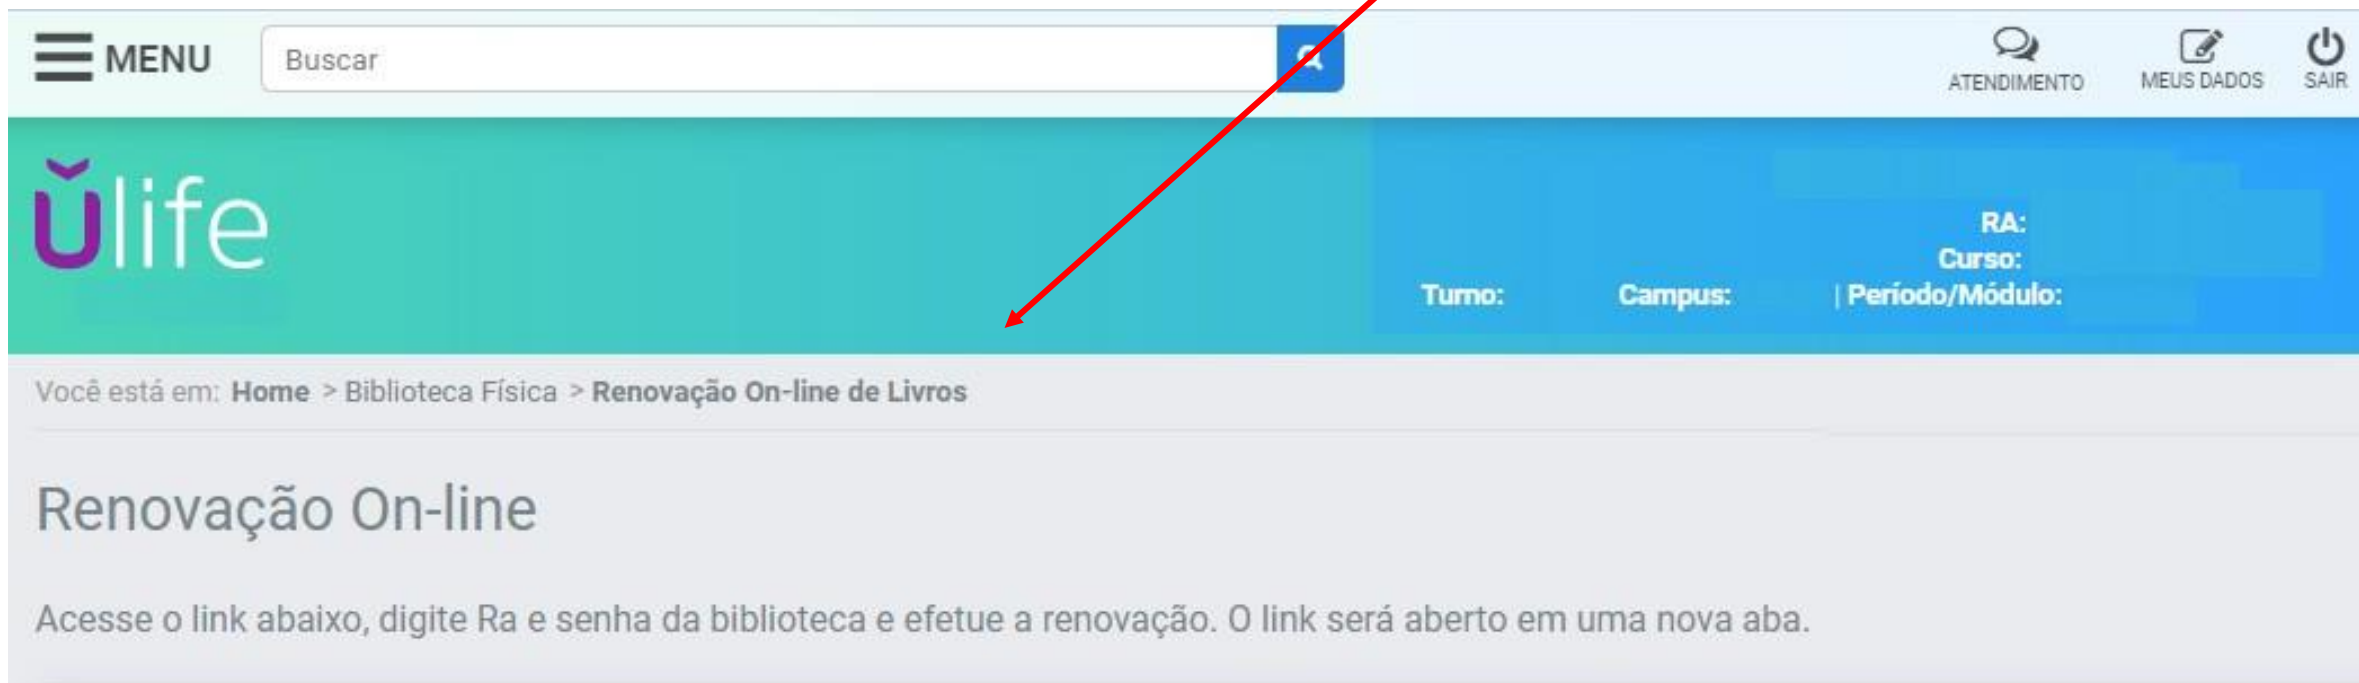 MENU
Buscar
ATENDIMENTO
MEUS DADOS
SAIR
ŭlife
RA:
Curso:
Turno: Campus: | Período/Módulo:
Você está em: Home > Biblioteca Física > Renovação On-line de Livros
Renovação On-line
Acesse o link abaixo, digite Ra e senha da biblioteca e efetue a renovação. O link será aberto em uma nova aba.